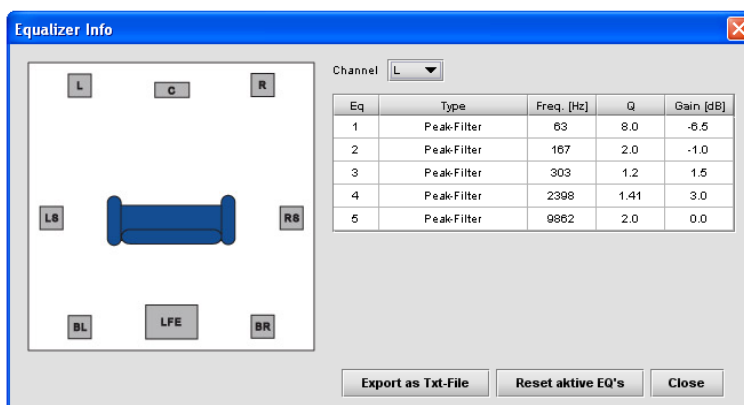 Equalizer Info
L C R
LS RS
BL LFE BR
Channel L
Eq Type Freq. [Hz] Q Gain [dB]
1 Peak-Filter 63 8.0 -6.5
2 Peak-Filter 167 2.0 -1.0
3 Peak-Filter 303 1.2 1.5
4 Peak-Filter 2398 1.41 3.0
5 Peak-Filter 9862 2.0 0.0
Export as Txt-File Reset aktive EQ's Close